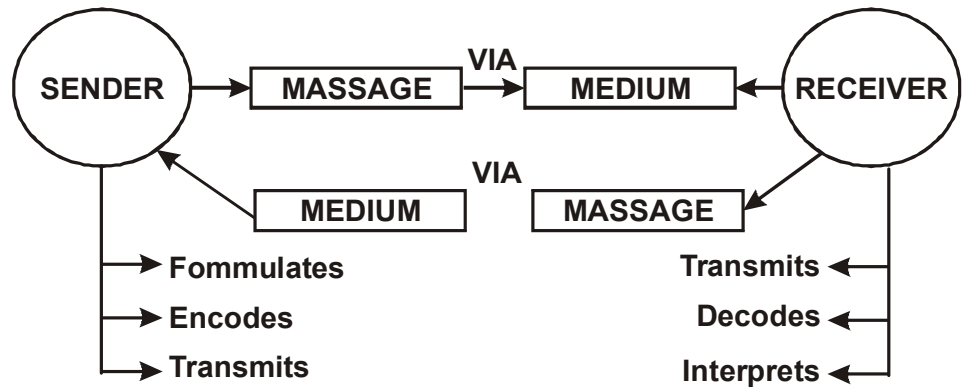 VIA
SENDER MASSAGE MEDIUM RECEIVER
VIA
MEDIUM MASSAGE
Fommulates Transmits
Encodes Decodes
Transmits Interprets